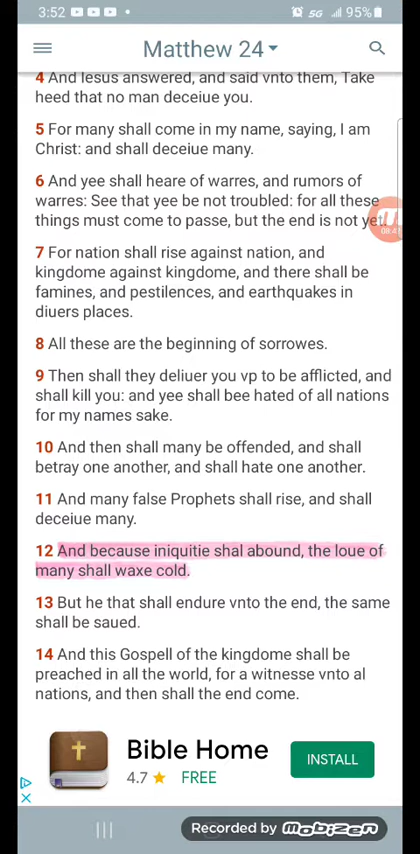 3:52
5G
95%
Matthew 24
4 And Iesus answered, and said vnto them, Take
heed that no man deceiue you.
5 For many shall come in my name, saying, I am
Christ: and shall deceiue many.
6 And yee shall heare of warres, and rumors of
warres: See that yee be not troubled: for all these
things must come to passe, but the end is not yet.
7 For nation shall rise against nation, and
kingdome against kingdome, and there shall be
famines, and pestilences, and earthquakes in
diuers places.
8 All these are the beginning of sorrowes.
9 Then shall they deliuer you vp to be afflicted, and
shall kill you: and yee shall bee hated of all nations
for my names sake.
10 And then shall many be offended, and shall
betray one another, and shall hate one another.
11 And many false Prophets shall rise, and shall
deceiue many.
12 And because iniquitie shal abound, the loue of
many shall waxe cold.
13 But he that shall endure vnto the end, the same
shall be saued.
14 And this Gospell of the kingdome shall be
preached in all the world, for a witnesse vnto al
nations, and then shall the end come.
Bible Home
4.7 ★ FREE
INSTALL
Recorded by mobizen